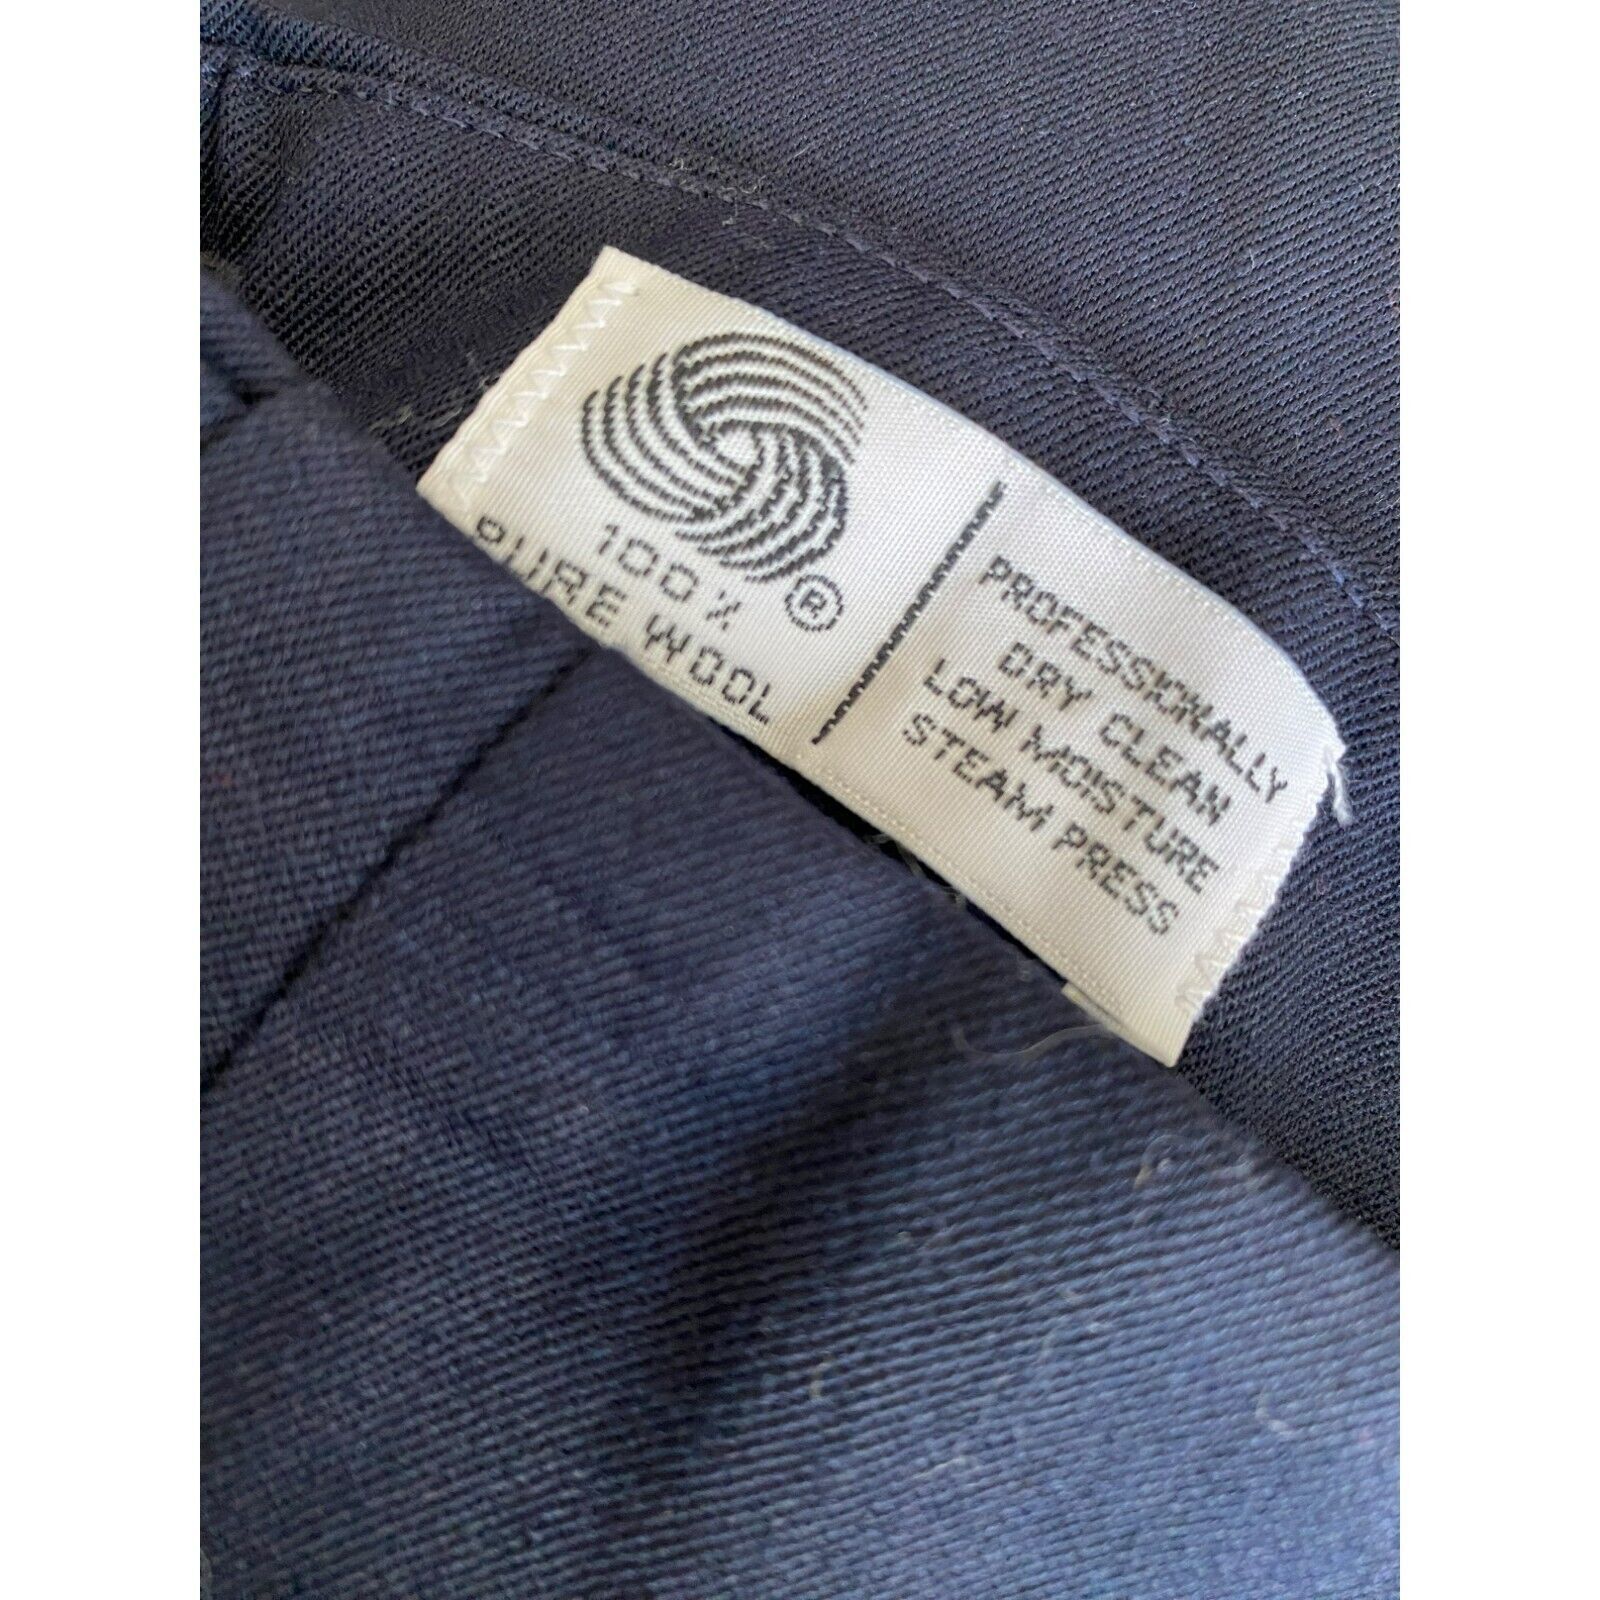 ®
100%
PURE WOOL
PROFESSIONALLY
DRY CLEAN
LOW MOISTURE
STEAM PRESS